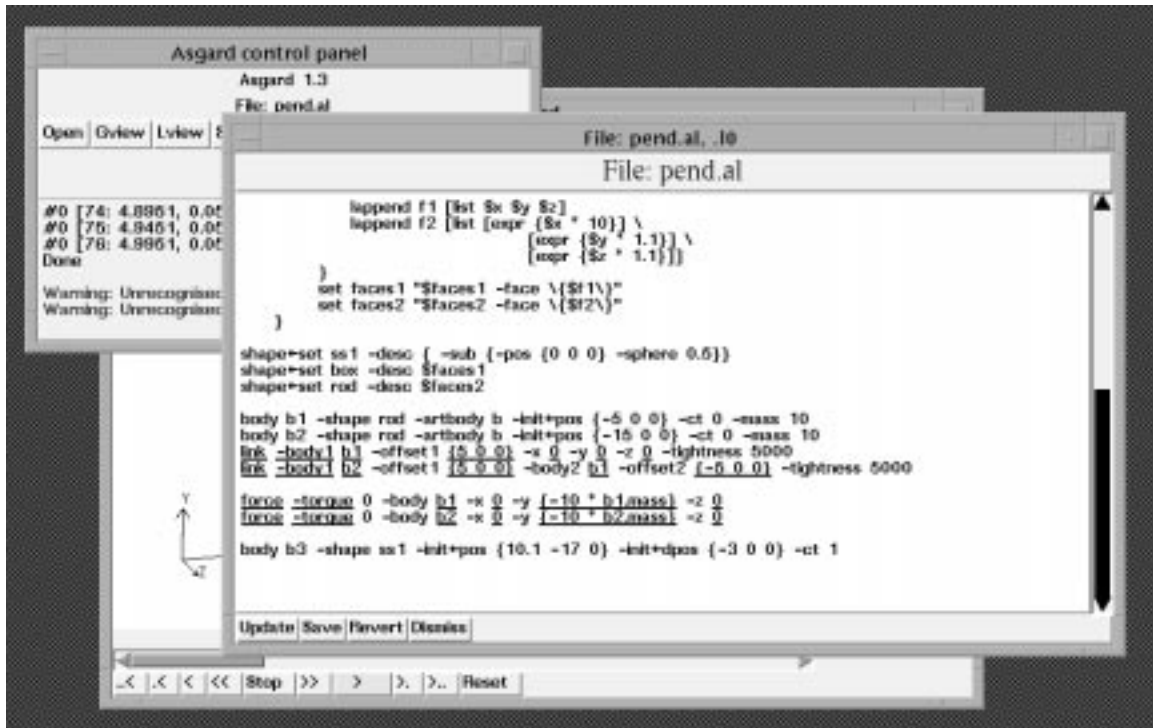 Asgard control panel
Asgard 1.3
File: pend.al
Open Gview Lview
#0 [74: 4.8951, 0.05
#0 [75: 4.9451, 0.05
#0 [76: 4.9951, 0.05
Done
Warning: Unrecognised
Warning: Unrecognised
File: pend.al, .l0
File: pend.al
lappend f1 [list $x $y $z]
lappend f2 [list [expr {$x * 10}] \
[expr {$y * 1.1}] \
[expr {$z * 1.1}]]
}
set faces1 "$faces1 -face \{$f1\}"
set faces2 "$faces2 -face \{$f2\}"
}
shape+set ss1 -desc { -sub {-pos {0 0 0} -sphere 0.5}}
shape+set box -desc $faces1
shape+set rod -desc $faces2
body b1 -shape rod -artbody b -init+pos {-5 0 0} -ct 0 -mass 10
body b2 -shape rod -artbody b -init+pos {-15 0 0} -ct 0 -mass 10
link -body1 b1 -offset1 {5 0 0} -x 0 -y 0 -z 0 -tightness 5000
link -body1 b2 -offset1 {5 0 0} -body2 b1 -offset2 {-5 0 0} -tightness 5000
force -torque 0 -body b1 -x 0 -y {-10 * b1.mass} -z 0
force -torque 0 -body b2 -x 0 -y {-10 * b2.mass} -z 0
body b3 -shape ss1 -init+pos {10.1 -17 0} -init+dpos {-3 0 0} -ct 1
Y
Z
Update Save Revert Dismiss
..< .< < << Stop >> > >. >.. Reset